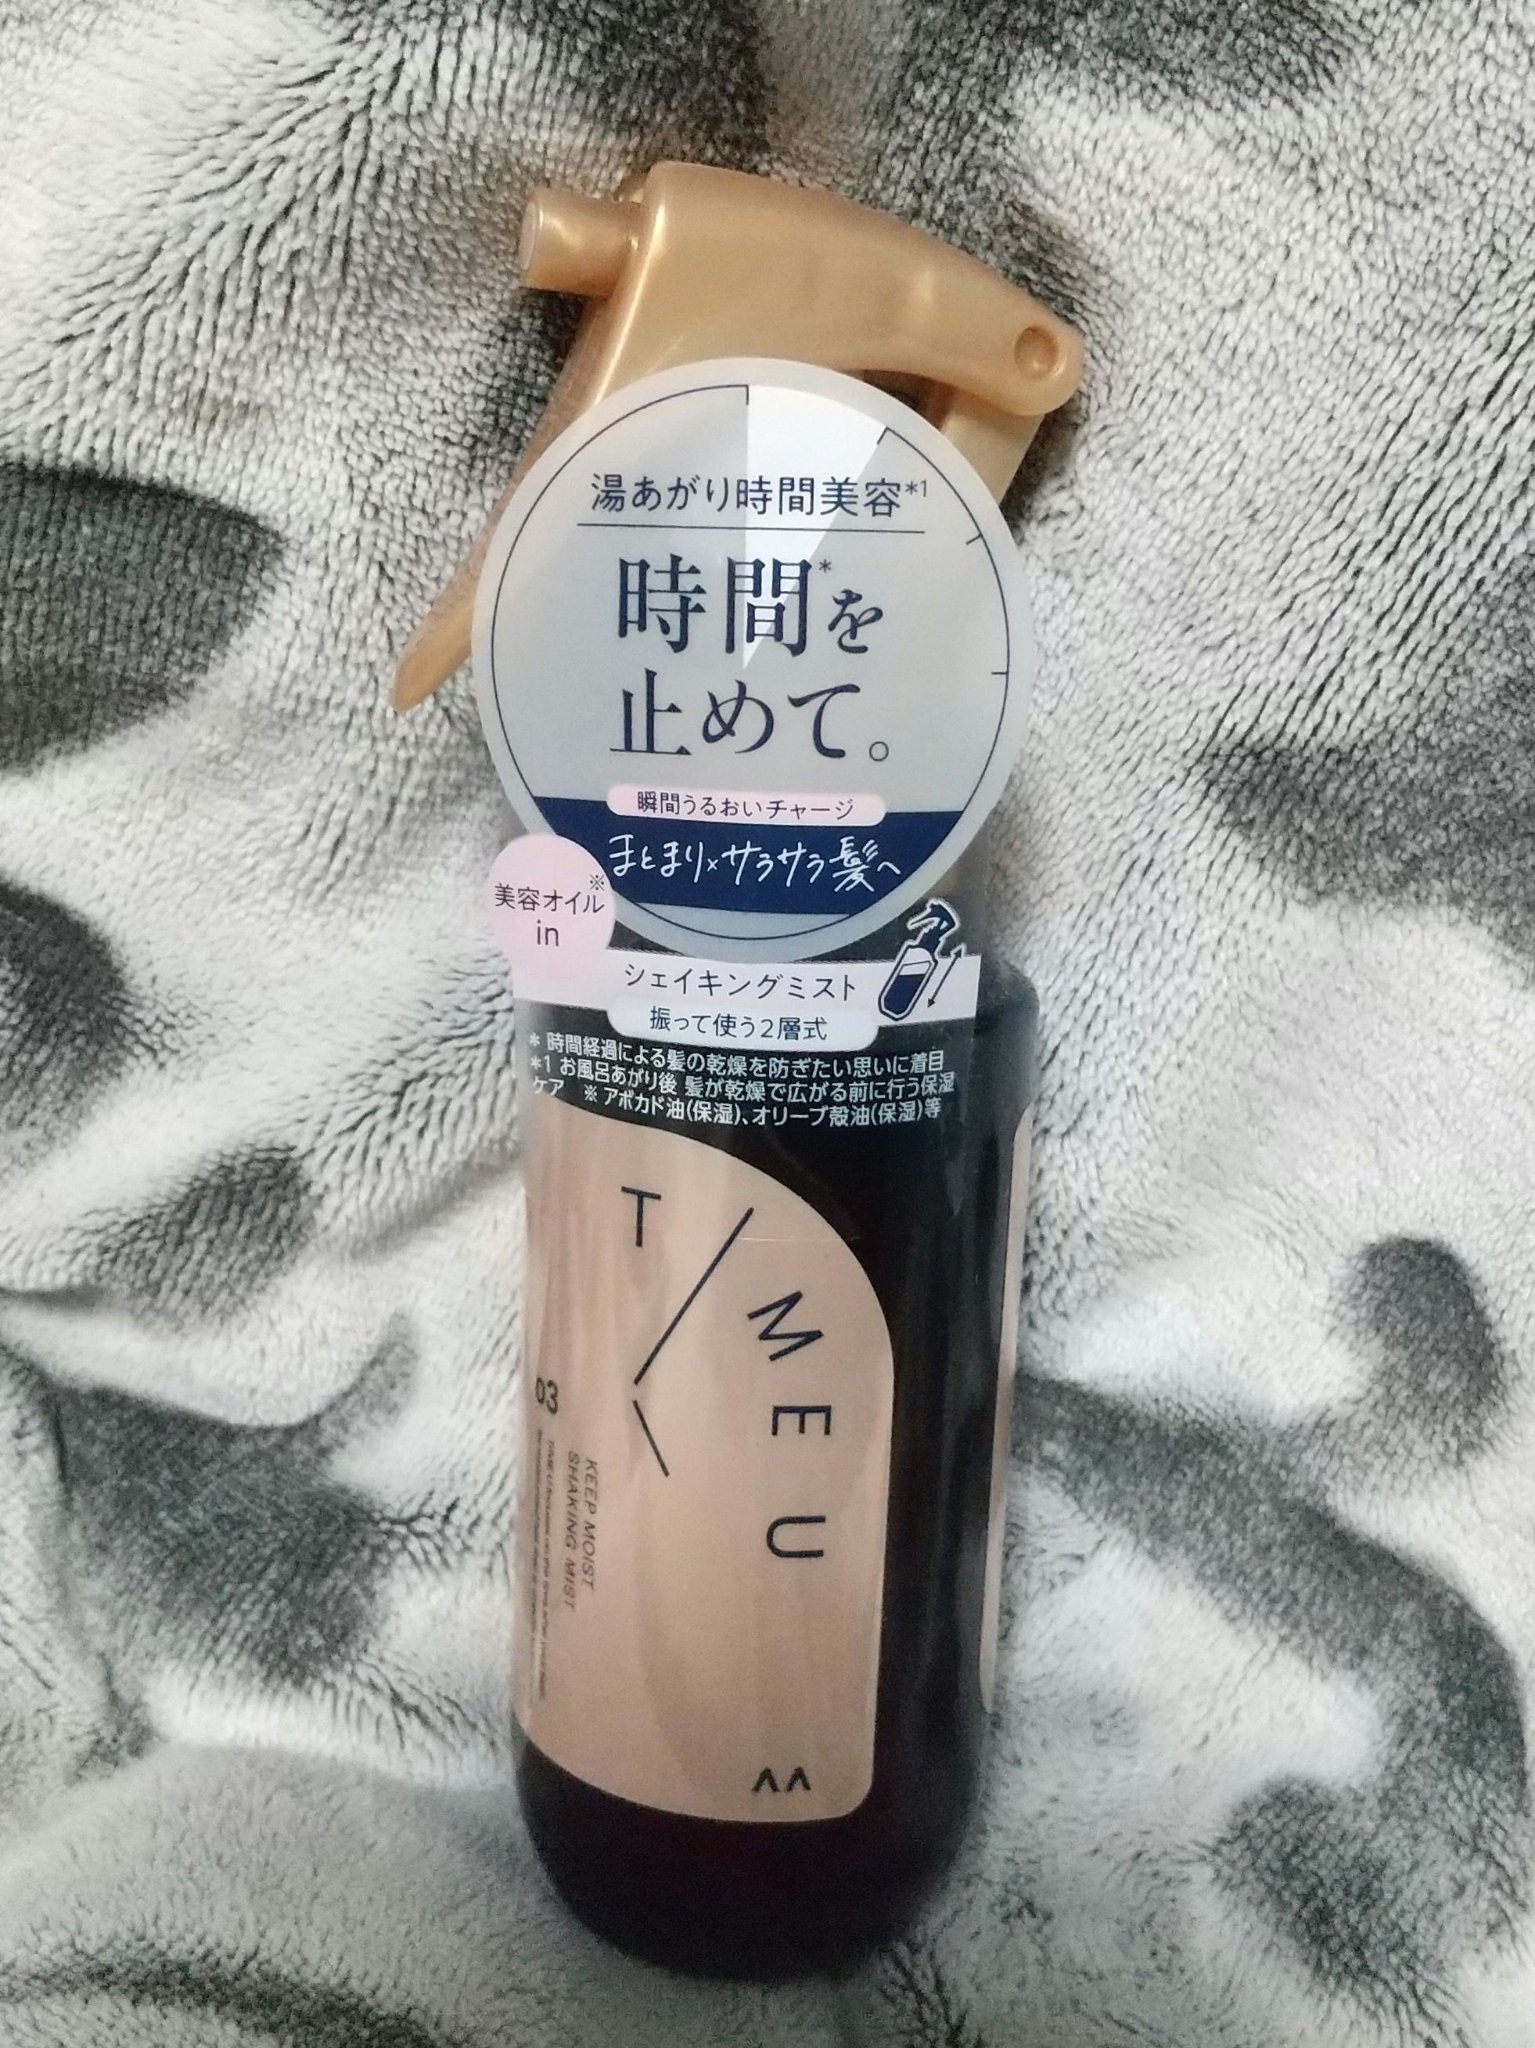 湯あがり時間美容*1
時間*を
止めて。
瞬間うるおいチャージ
まとまり×サラサラ髪へ
美容オイル※
in
シェイキングミスト
振って使う2層式
* 時間経過による髪の乾燥を防ぎたい思いに着目
*1 お風呂あがり後 髪が乾燥で広がる前に行う保湿
ケア ※ アボカド油(保湿)、オリーブ殻油(保湿)等
T/MEU
03
KEEP MOIST
SHAKING MIST